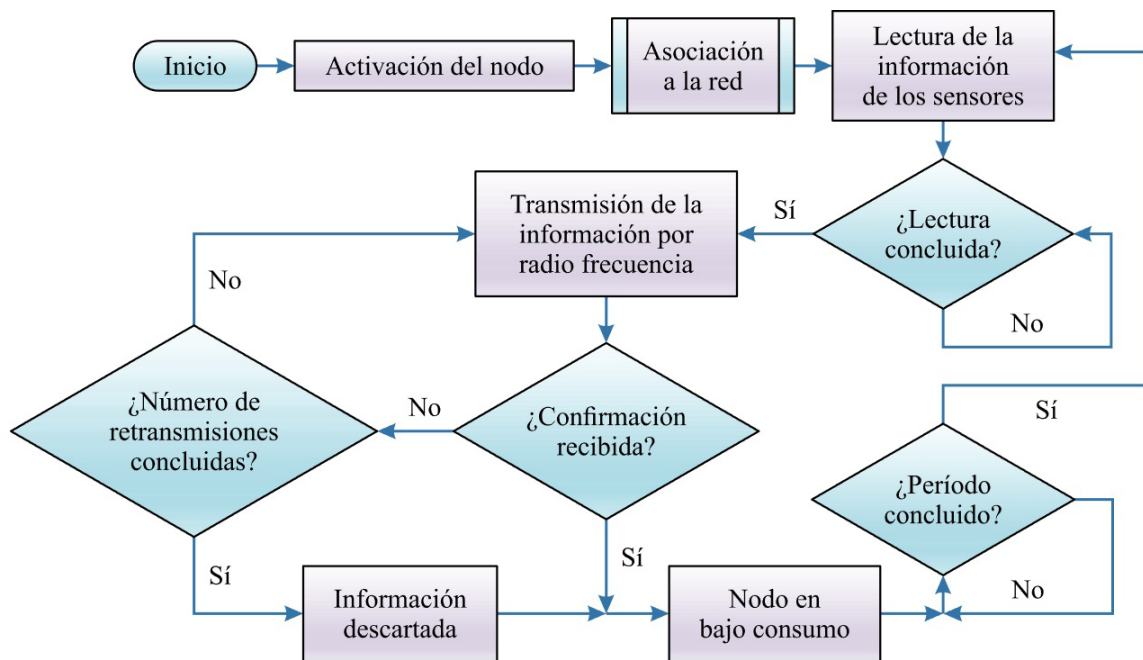 Inicio
Activación del nodo
Asociación
a la red
Lectura de la
información
de los sensores
¿Lectura
concluida?
Sí
No
Transmisión de la
información por
radio frecuencia
No
¿Número de
retransmisiones
concluidas?
No
¿Confirmación
recibida?
Sí
¿Período
concluido?
Sí
Sí
No
Información
descartada
Nodo en
bajo consumo